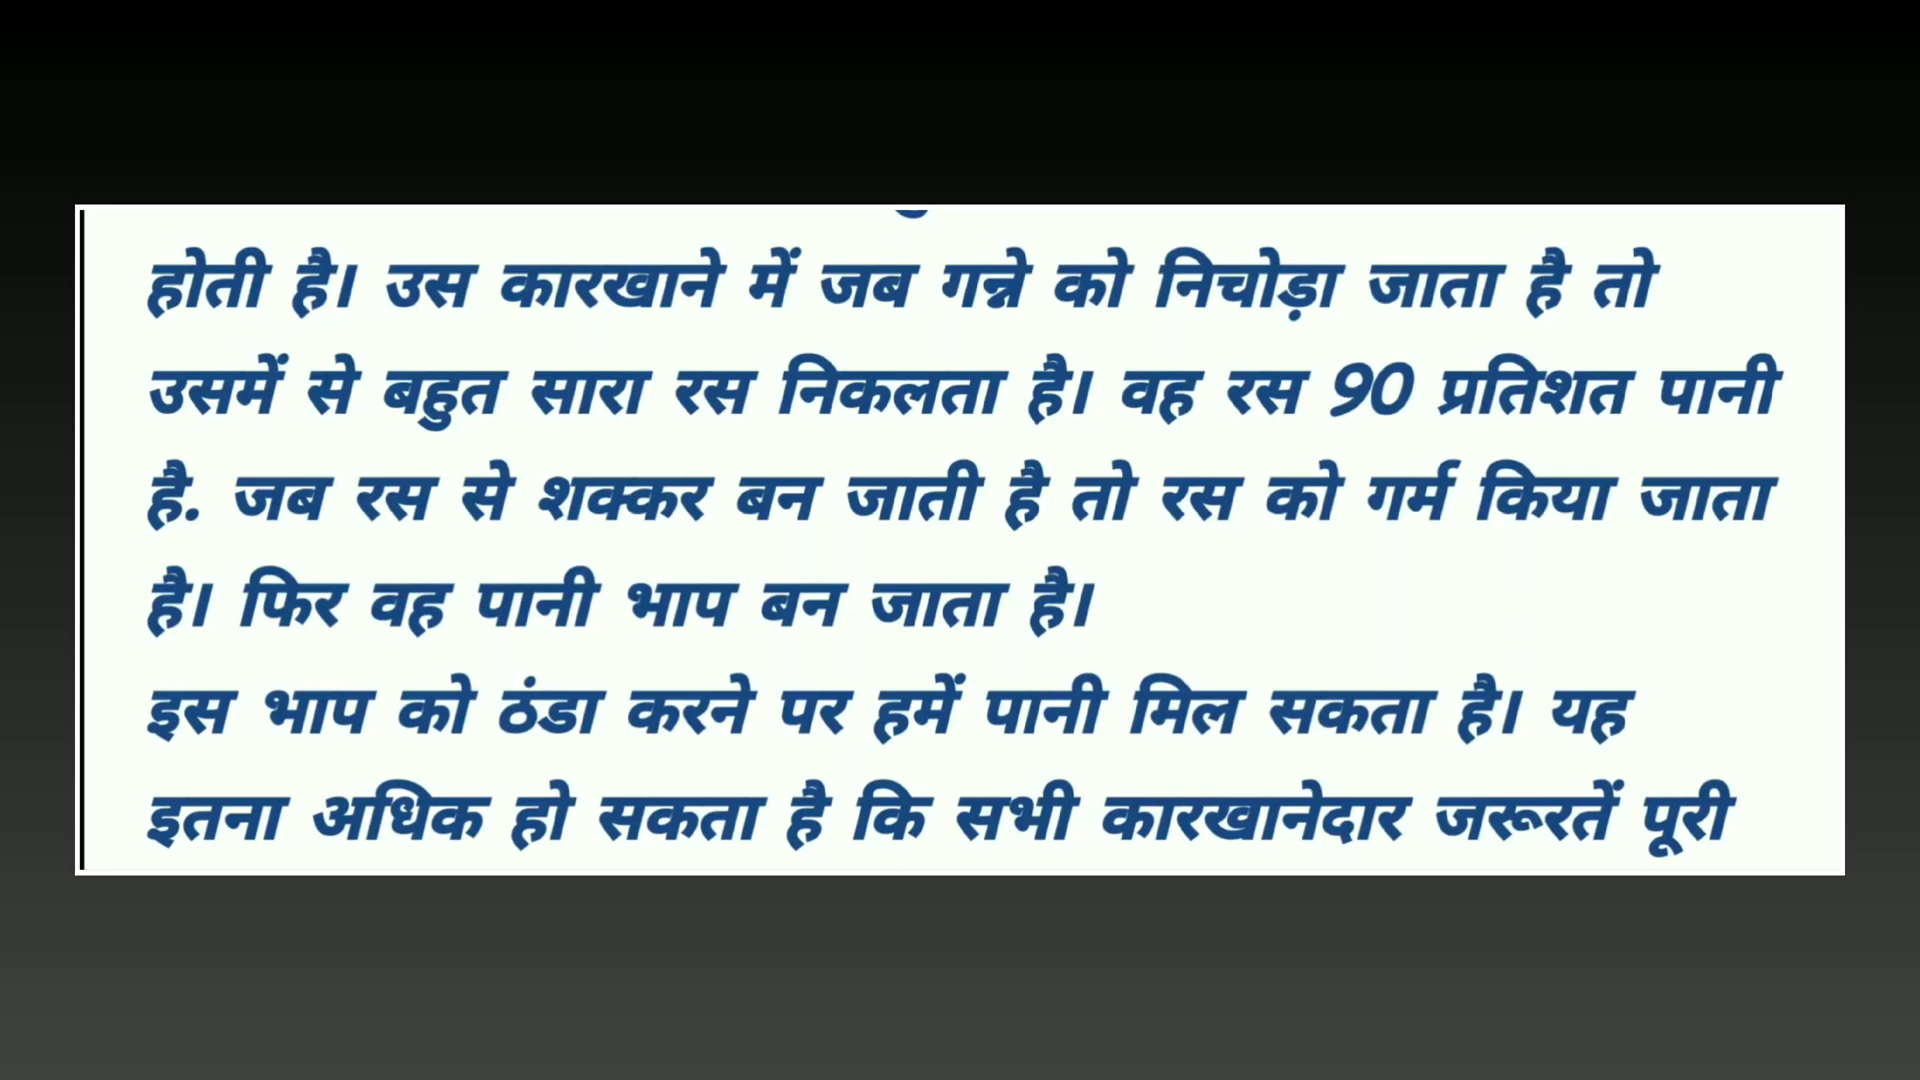 होती है। उस कारखाने में जब गन्ने को निचोड़ा जाता है तो
उसमें से बहुत सारा रस निकलता है। वह रस 90 प्रतिशत पानी
है. जब रस से शक्कर बन जाती है तो रस को गर्म किया जाता
है। फिर वह पानी भाप बन जाता है।
इस भाप को ठंडा करने पर हमें पानी मिल सकता है। यह
इतना अधिक हो सकता है कि सभी कारखानेदार जरूरतें पूरी